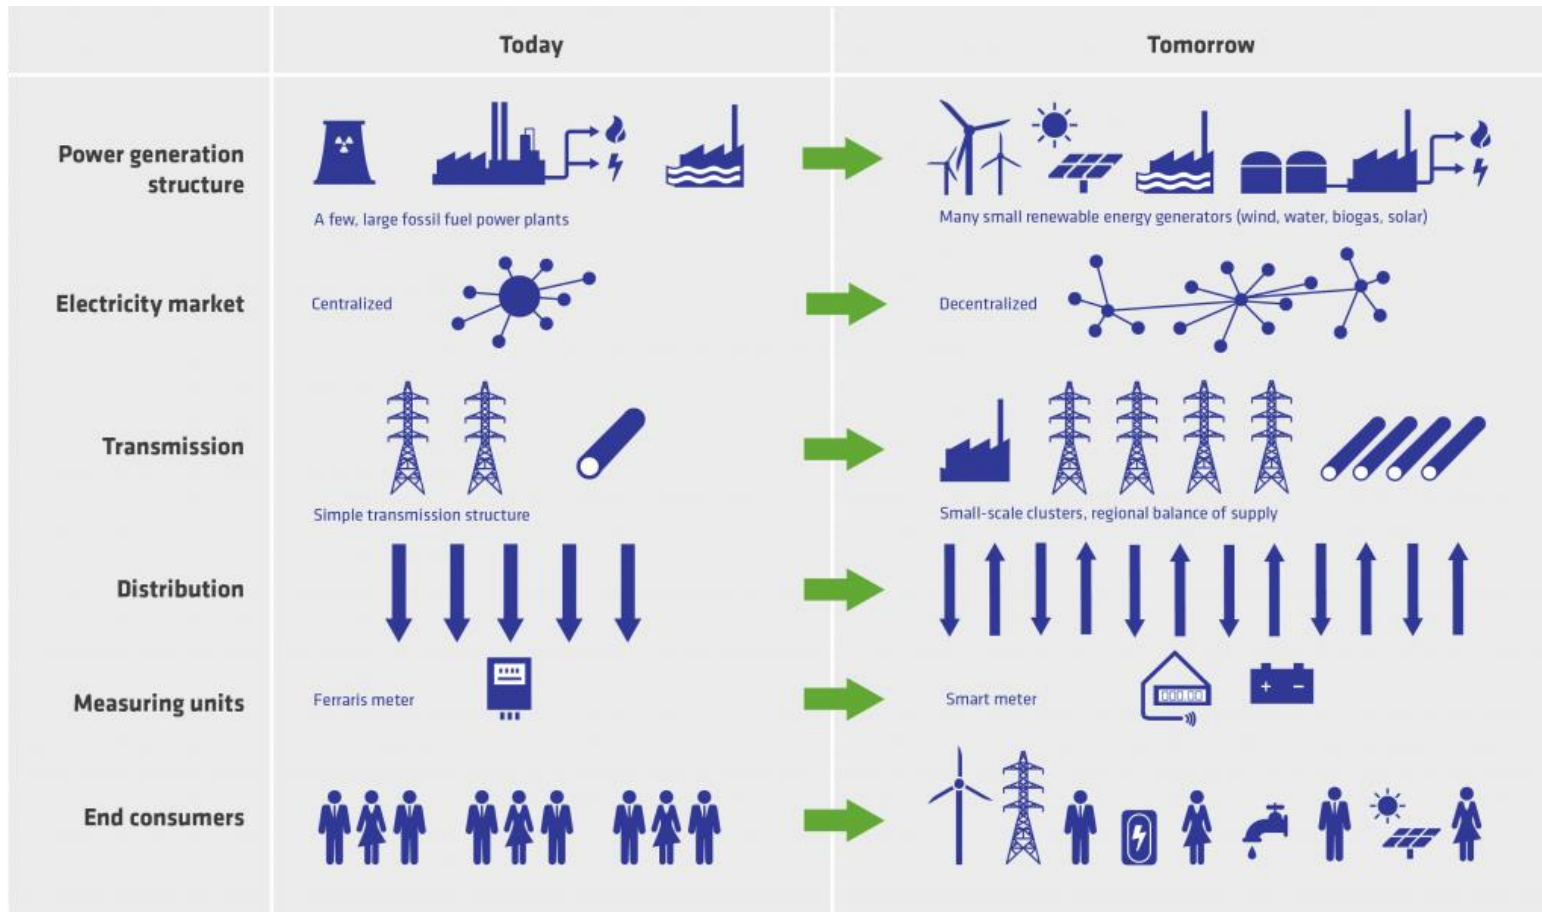 Today
Tomorrow
Power generation
structure
A few, large fossil fuel power plants
Many small renewable energy generators (wind, water, biogas, solar)
Electricity market
Centralized
Decentralized
Transmission
Simple transmission structure
Small-scale clusters, regional balance of supply
Distribution
Measuring units
Ferraris meter
Smart meter
000.00
+ −
End consumers